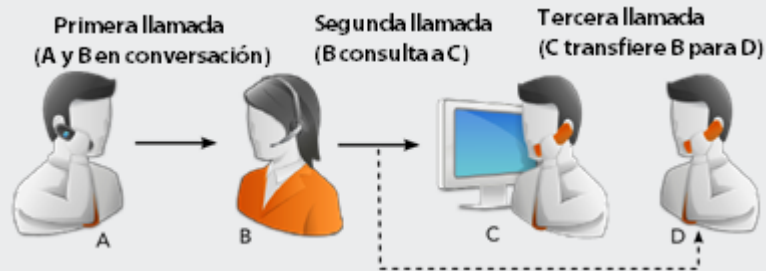 Primera llamada
(A y B en conversación)
Segunda llamada
(B consulta a C)
Tercera llamada
(C transfiere B para D)
A
B
C
D